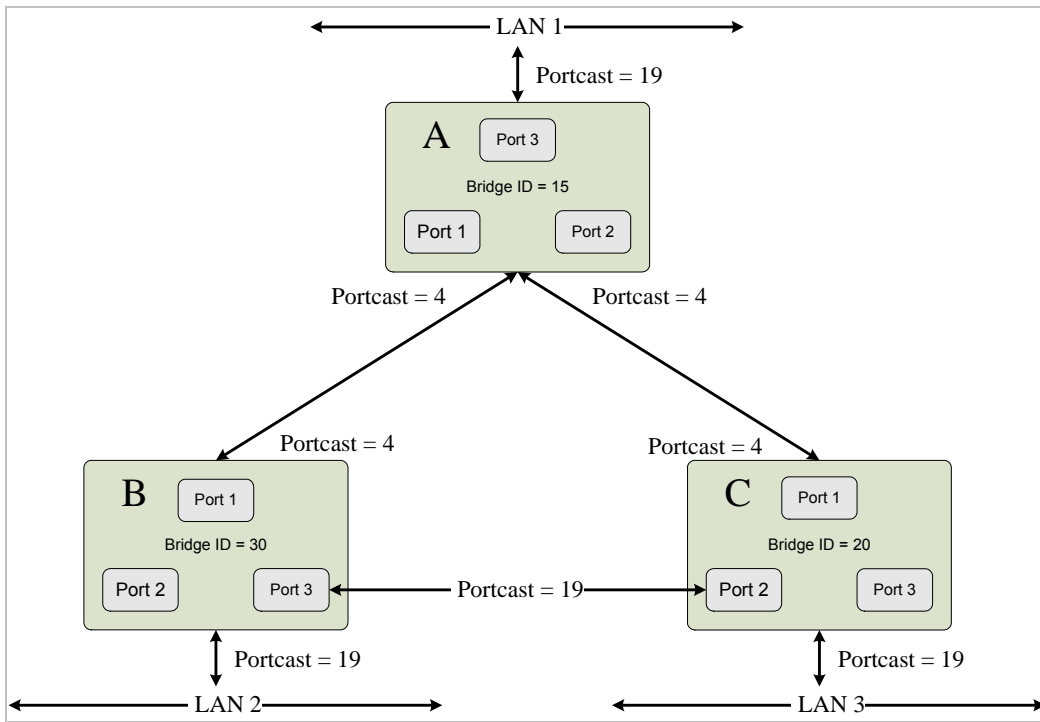 LAN 1
Portcast = 19
A
Port 3
Bridge ID = 15
Port 1
Port 2
Portcast = 4
Portcast = 4
Portcast = 4
Portcast = 4
B
Port 1
Bridge ID = 30
Port 2
Port 3
C
Port 1
Bridge ID = 20
Port 2
Port 3
Portcast = 19
Portcast = 19
LAN 2
Portcast = 19
LAN 3